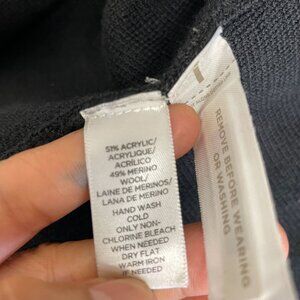 51% ACRYLIC/
ACRYLIQUE/
ACRÍLICO
49% MERINO
WOOL/
LAINE DE MERINOS/
LANA DE MERINO
HAND WASH
COLD
ONLY NON-
CHLORINE BLEACH
WHEN NEEDED
DRY FLAT
WARM IRON
IF NEEDED
REMOVE BEFORE WEARING
OR WASHING